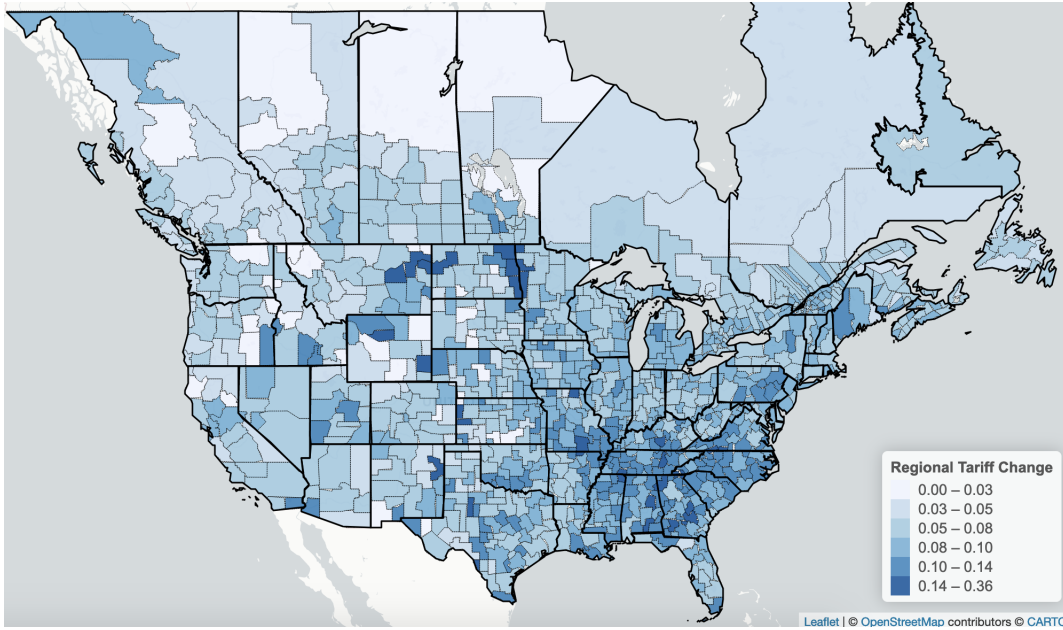 Regional Tariff Change
0.00 – 0.03
0.03 – 0.05
0.05 – 0.08
0.08 – 0.10
0.10 – 0.14
0.14 – 0.36
Leaflet | © OpenStreetMap contributors © CARTO